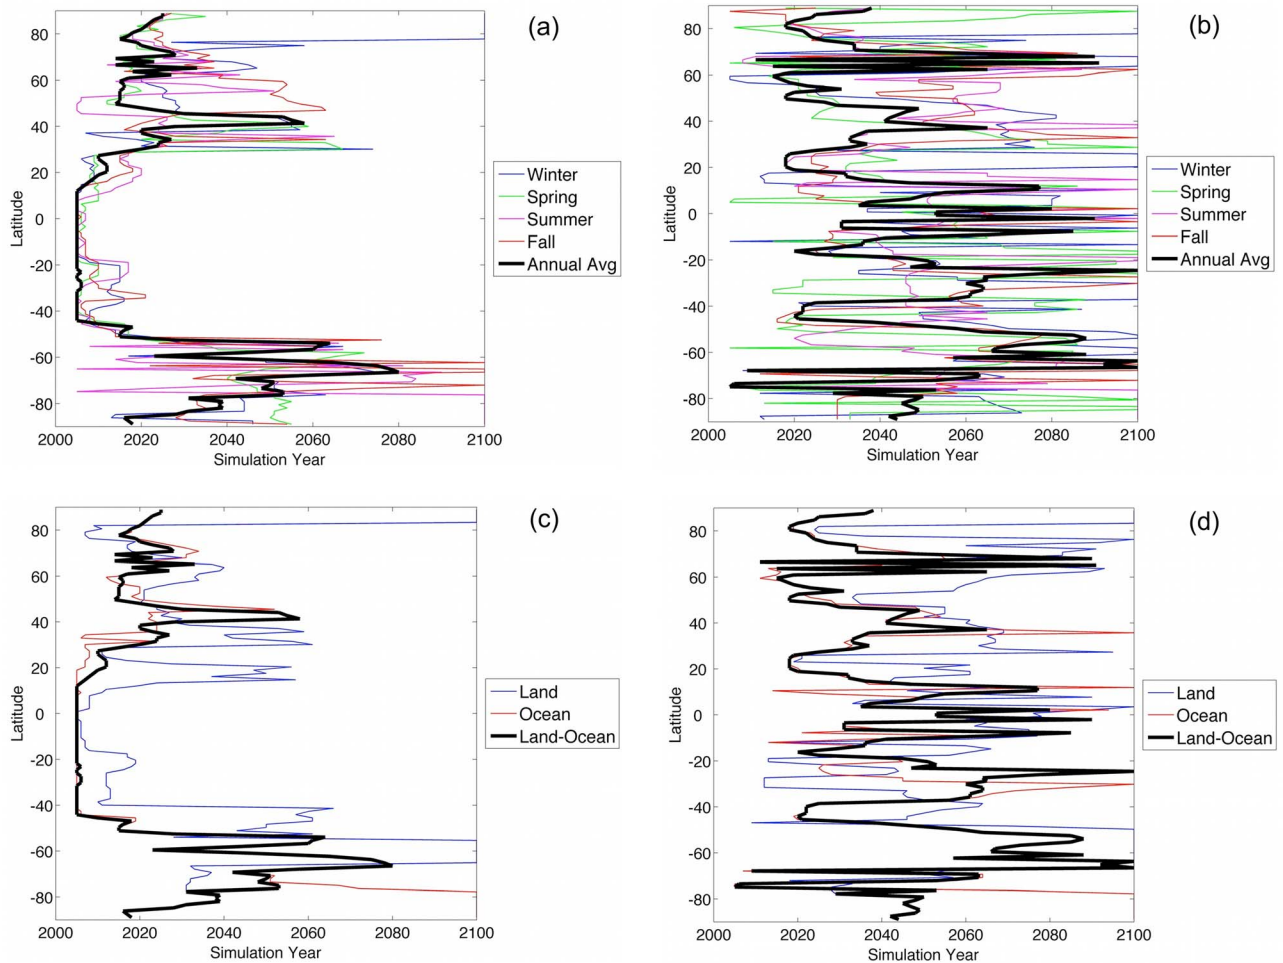 (a)
80
60
40
20
0
-20
-40
-60
-80
Latitude
2000
2020
2040
2060
2080
2100
Simulation Year
Winter
Spring
Summer
Fall
Annual Avg
(b)
80
60
40
20
0
-20
-40
-60
-80
Latitude
2000
2020
2040
2060
2080
2100
Simulation Year
Winter
Spring
Summer
Fall
Annual Avg
(c)
80
60
40
20
0
-20
-40
-60
-80
Latitude
2000
2020
2040
2060
2080
2100
Simulation Year
Land
Ocean
Land-Ocean
(d)
80
60
40
20
0
-20
-40
-60
-80
Latitude
2000
2020
2040
2060
2080
2100
Simulation Year
Land
Ocean
Land-Ocean